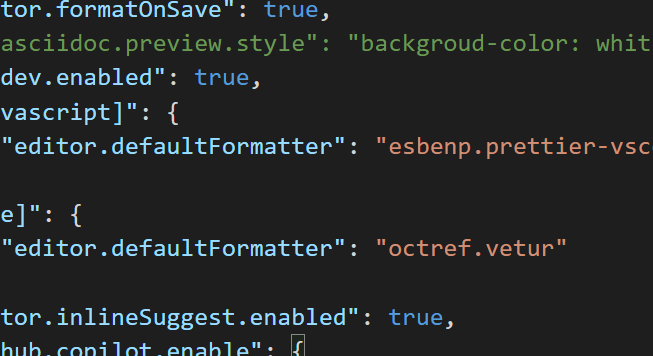 tor.formatOnSave": true,
asciidoc.preview.style": "backgroud-color: whit
dev.enabled": true,
vascript]": {
"editor.defaultFormatter": "esbenp.prettier-vsc
e]": {
"editor.defaultFormatter": "octref.vetur"
tor.inlineSuggest.enabled": true,
hub.copilot.enable": {